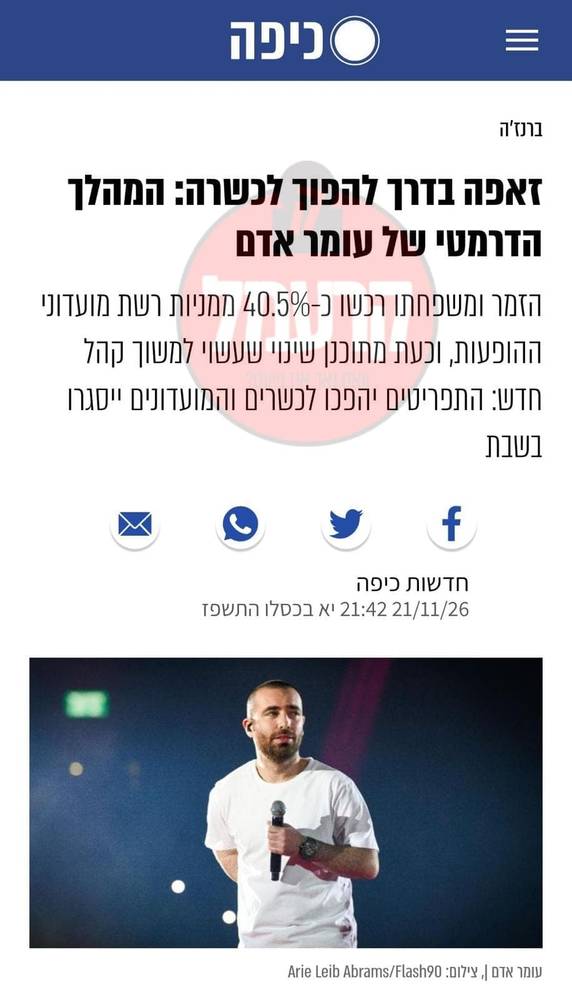 כיפה
ברנז'ה
זאפה בדרך להפוך לכשרה: המהלך
הדרמטי של עומר אדם
הזמר ומשפחתו רכשו כ-40.5% ממניות רשת מועדוני
ההופעות, וכעת מתוכנן שינוי שעשוי למשוך קהל
חדש: התפריטים יהפכו לכשרים והמועדונים ייסגרו
בשבת
חדשות כיפה
21/11/26 21:42 יא בכסלו התשפז
עומר אדם |, צילום: Arie Leib Abrams/Flash90